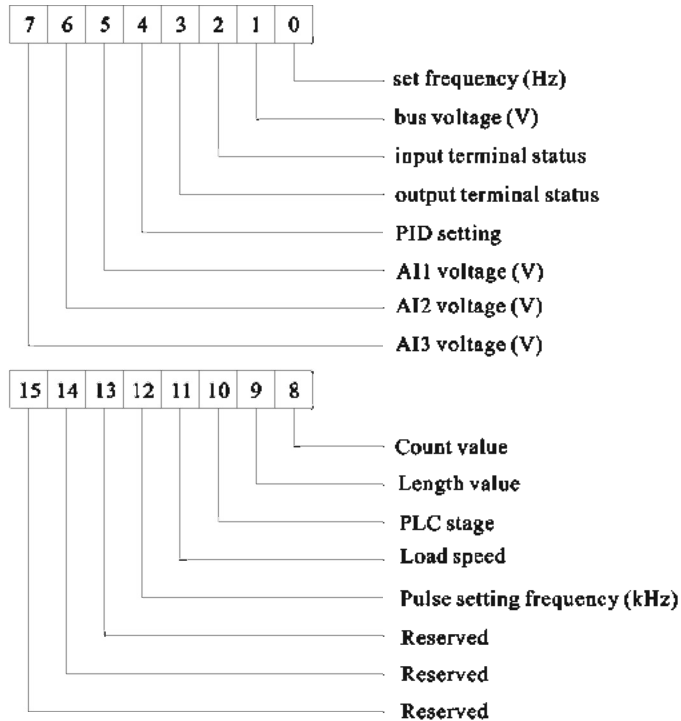 7 6 5 4 3 2 1 0
set frequency (Hz)
bus voltage (V)
input terminal status
output terminal status
PID setting
AI1 voltage (V)
AI2 voltage (V)
AI3 voltage (V)
15 14 13 12 11 10 9 8
Count value
Length value
PLC stage
Load speed
Pulse setting frequency (kHz)
Reserved
Reserved
Reserved